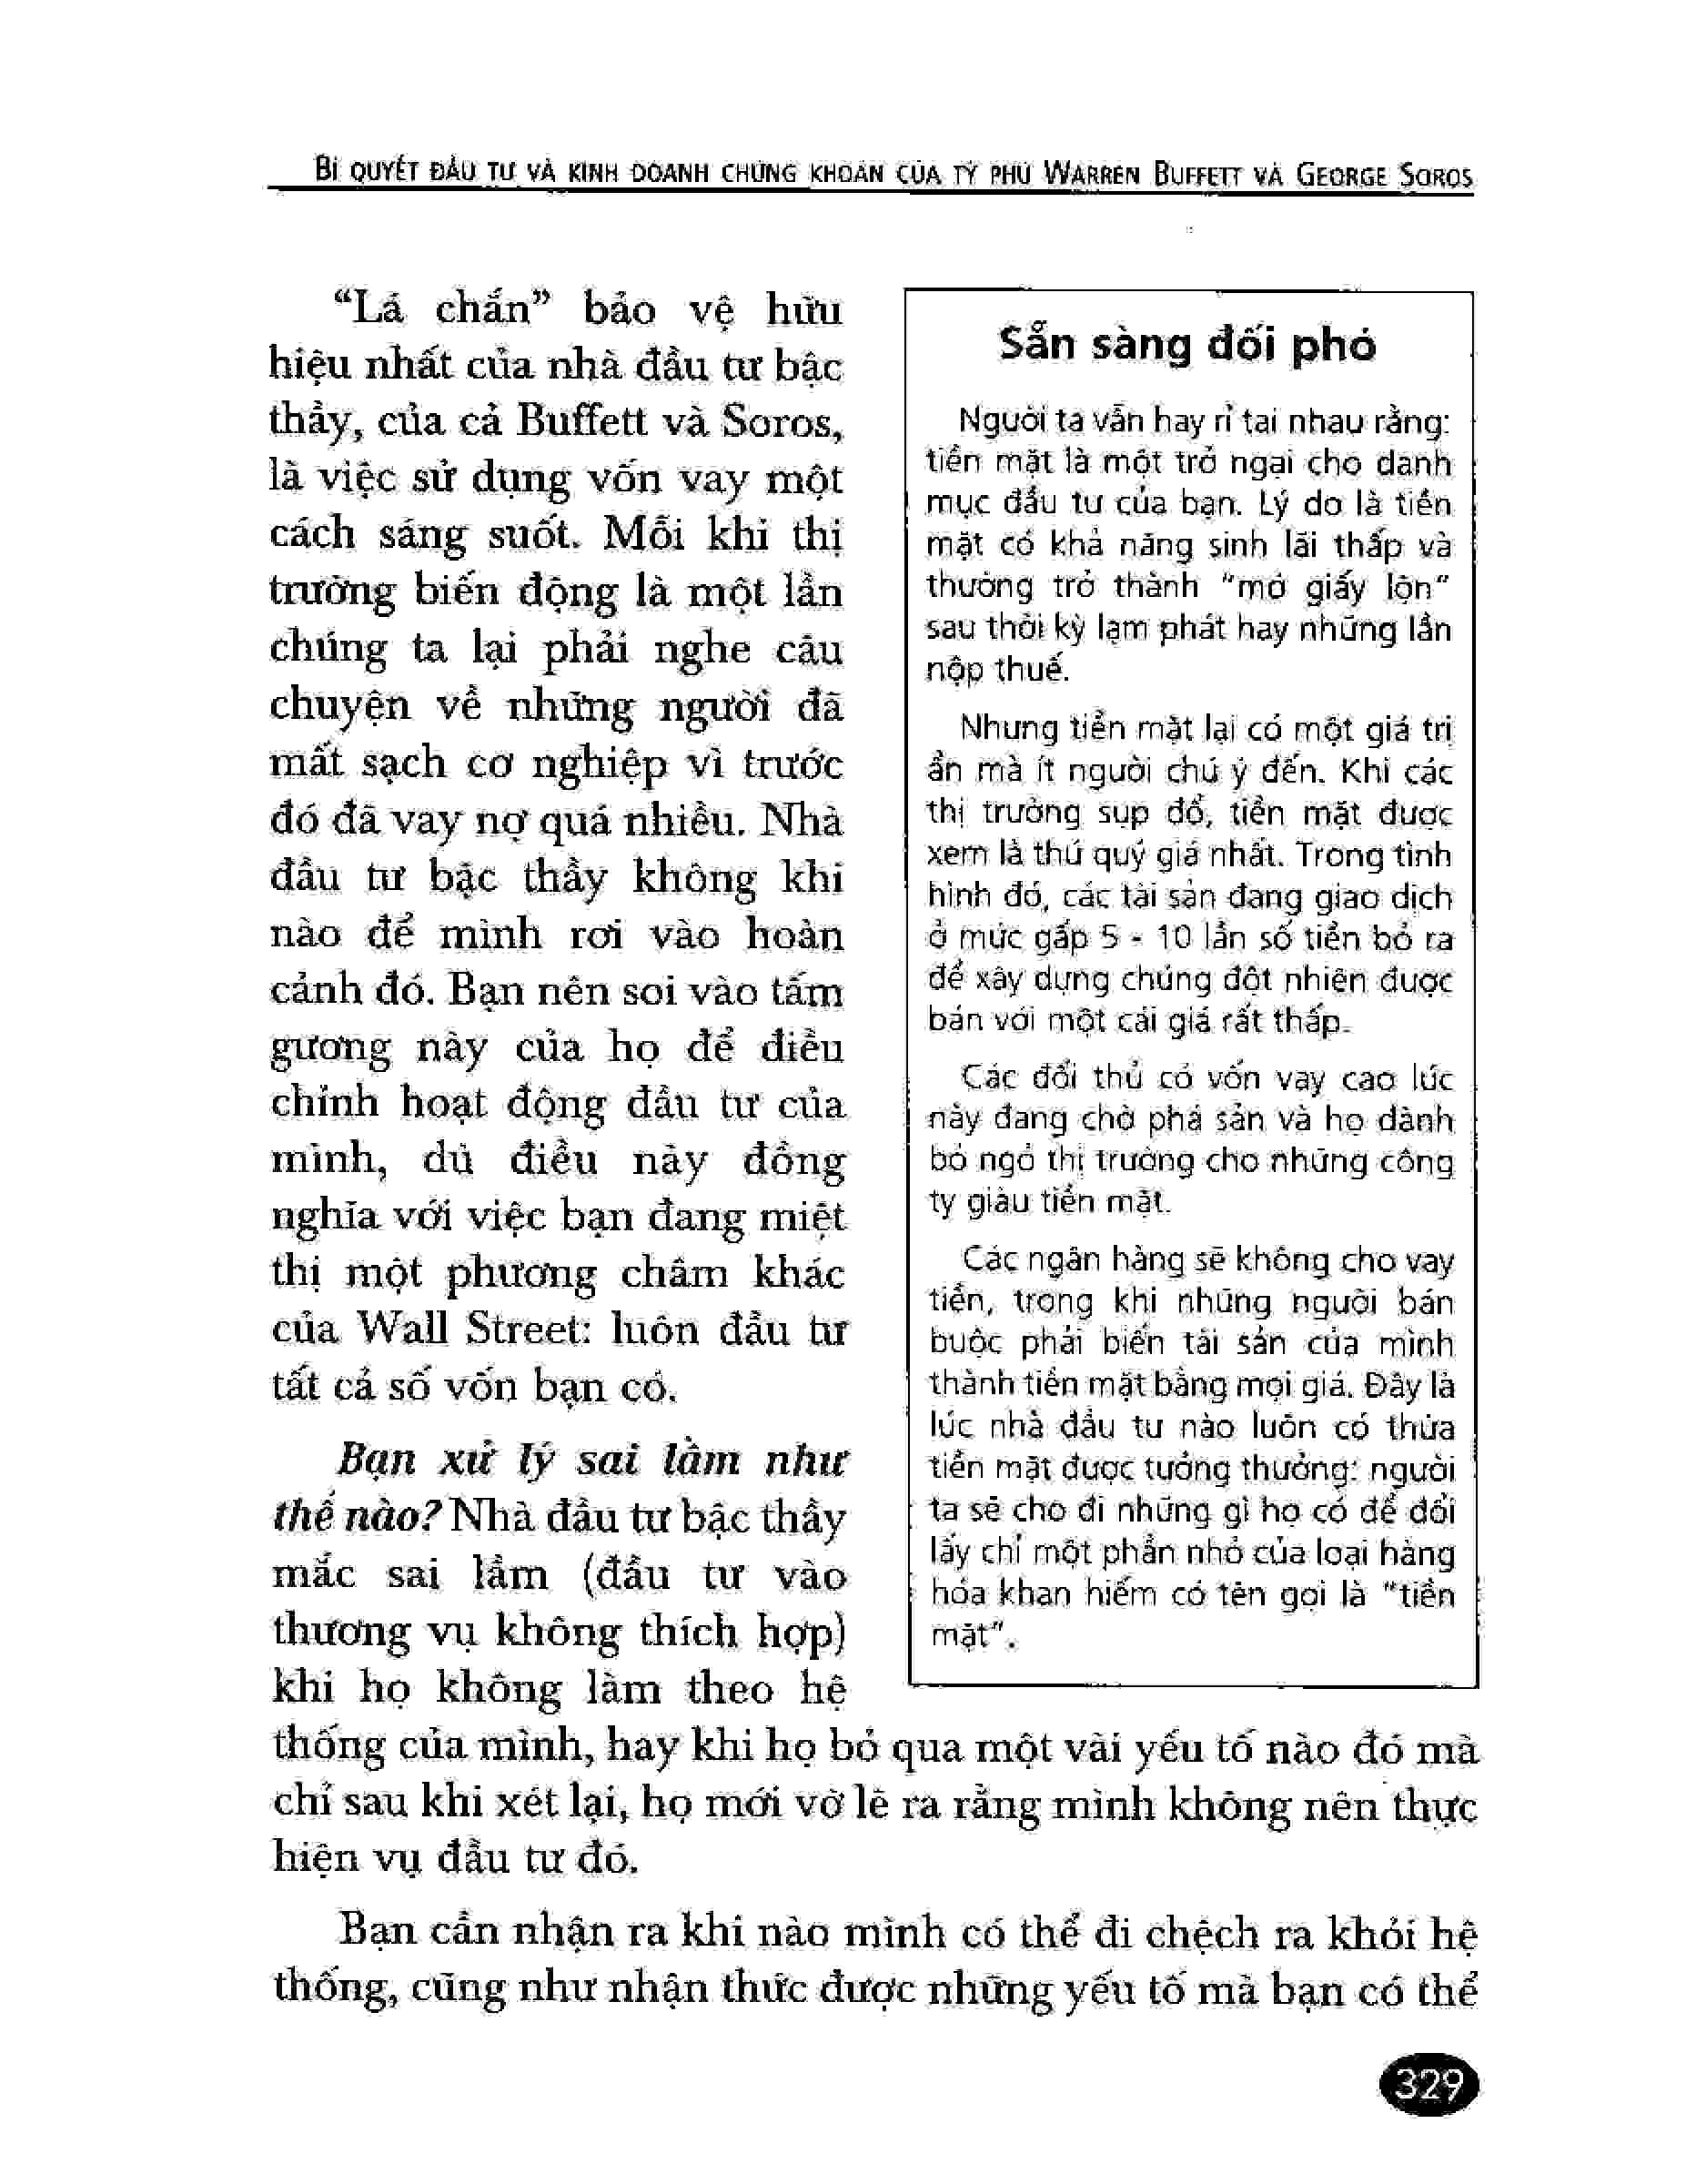 BÍ QUYẾT ĐẦU TƯ VÀ KINH DOANH CHỨNG KHOÁN CỦA TỶ PHÚ WARREN BUFFETT VÀ GEORGE SOROS
“Lá chắn” bảo vệ hữu
hiệu nhất của nhà đầu tư bậc
thầy, của cả Buffett và Soros,
là việc sử dụng vốn vay một
cách sáng suốt. Mỗi khi thị
trường biến động là một lần
chúng ta lại phải nghe câu
chuyện về những người đã
mất sạch cơ nghiệp vì trước
đó đã vay nợ quá nhiều. Nhà
đầu tư bậc thầy không khi
nào để mình rơi vào hoàn
cảnh đó. Bạn nên soi vào tấm
gương này của họ để điều
chỉnh hoạt động đầu tư của
mình, dù điều này đồng
nghĩa với việc bạn đang miệt
thị một phương châm khác
của Wall Street: luôn đầu tư
tất cả số vốn bạn có.
Bạn xử lý sai lầm như
thế nào? Nhà đầu tư bậc thầy
mắc sai lầm (đầu tư vào
thương vụ không thích hợp)
khi họ không làm theo hệ
thống của mình, hay khi họ bỏ qua một vài yếu tố nào đó mà
chỉ sau khi xét lại, họ mới vỡ lẽ ra rằng mình không nên thực
hiện vụ đầu tư đó.
Bạn cần nhận ra khi nào mình có thể đi chệch ra khỏi hệ
thống, cũng như nhận thức được những yếu tố mà bạn có thể
Sẵn sàng đối phó
Người ta vẫn hay rỉ tai nhau rằng:
tiền mặt là một trở ngại cho danh
mục đầu tư của bạn. Lý do là tiền
mặt có khả năng sinh lãi thấp và
thường trở thành “mớ giấy lộn”
sau thời kỳ lạm phát hay những lần
nộp thuế.
Nhưng tiền mặt lại có một giá trị
ẩn mà ít người chú ý đến. Khi các
thị trường sụp đổ, tiền mặt được
xem là thứ quý giá nhất. Trong tình
hình đó, các tài sản đang giao dịch
ở mức gấp 5 - 10 lần số tiền bỏ ra
để xây dựng chúng đột nhiên được
bán với một cái giá rất thấp.
Các đối thủ có vốn vay cao lúc
này đang chờ phá sản và họ dành
bỏ ngỏ thị trường cho những công
ty giàu tiền mặt.
Các ngân hàng sẽ không cho vay
tiền, trong khi những người bán
buộc phải biến tài sản của mình
thành tiền mặt bằng mọi giá. Đây là
lúc nhà đầu tư nào luôn có thừa
tiền mặt được tưởng thưởng: người
ta sẽ cho đi những gì họ có để đổi
lấy chỉ một phần nhỏ của loại hàng
hóa khan hiếm có tên gọi là “tiền
mặt”.
329